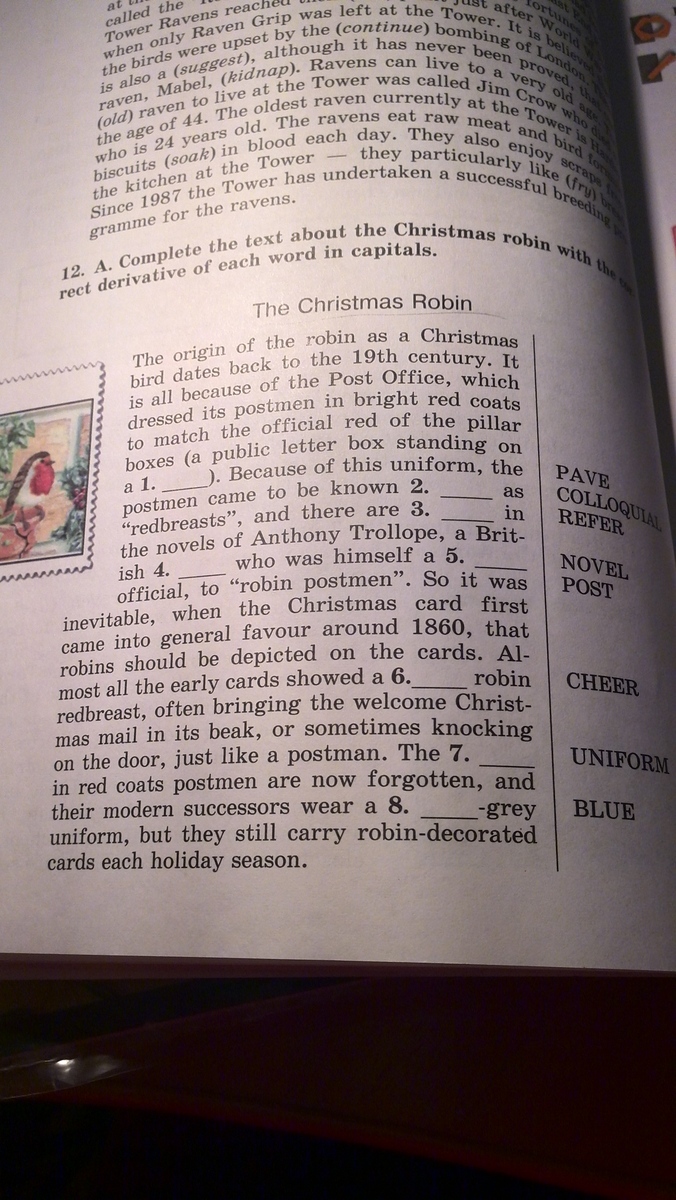 called the
Tower Ravens reached just after World
when only Raven Grip was left at the Tower. It is believed
the birds were upset by the (continue) bombing of London
is also a (suggest), although it has never been proved,
raven, Mabel, (kidnap). Ravens can live to a very old age
(old) raven to live at the Tower was called Jim Crow who
the age of 44. The oldest raven currently at the Tower is
who is 24 years old. The ravens eat raw meat and bird
biscuits (soak) in blood each day. They also enjoy scraps
the kitchen at the Tower — they particularly like (fry)
Since 1987 the Tower has undertaken a successful breeding
gramme for the ravens.
12. A. Complete the text about the Christmas robin with the
rect derivative of each word in capitals.
The Christmas Robin
The origin of the robin as a Christmas
bird dates back to the 19th century. It
is all because of the Post Office, which
dressed its postmen in bright red coats
to match the official red of the pillar
boxes (a public letter box standing on
a 1. ____). Because of this uniform, the PAVE
postmen came to be known 2. ____ as COLLOQUIAL
“redbreasts”, and there are 3. ____ in REFER
the novels of Anthony Trollope, a Brit-
ish 4. ____ who was himself a 5. ____ NOVEL POST
official, to “robin postmen”. So it was
inevitable, when the Christmas card first
came into general favour around 1860, that
robins should be depicted on the cards. Al-
most all the early cards showed a 6.____ robin CHEER
redbreast, often bringing the welcome Christ-
mas mail in its beak, or sometimes knocking
on the door, just like a postman. The 7. ____ UNIFORM
in red coats postmen are now forgotten, and
their modern successors wear a 8. ____-grey BLUE
uniform, but they still carry robin-decorated
cards each holiday season.